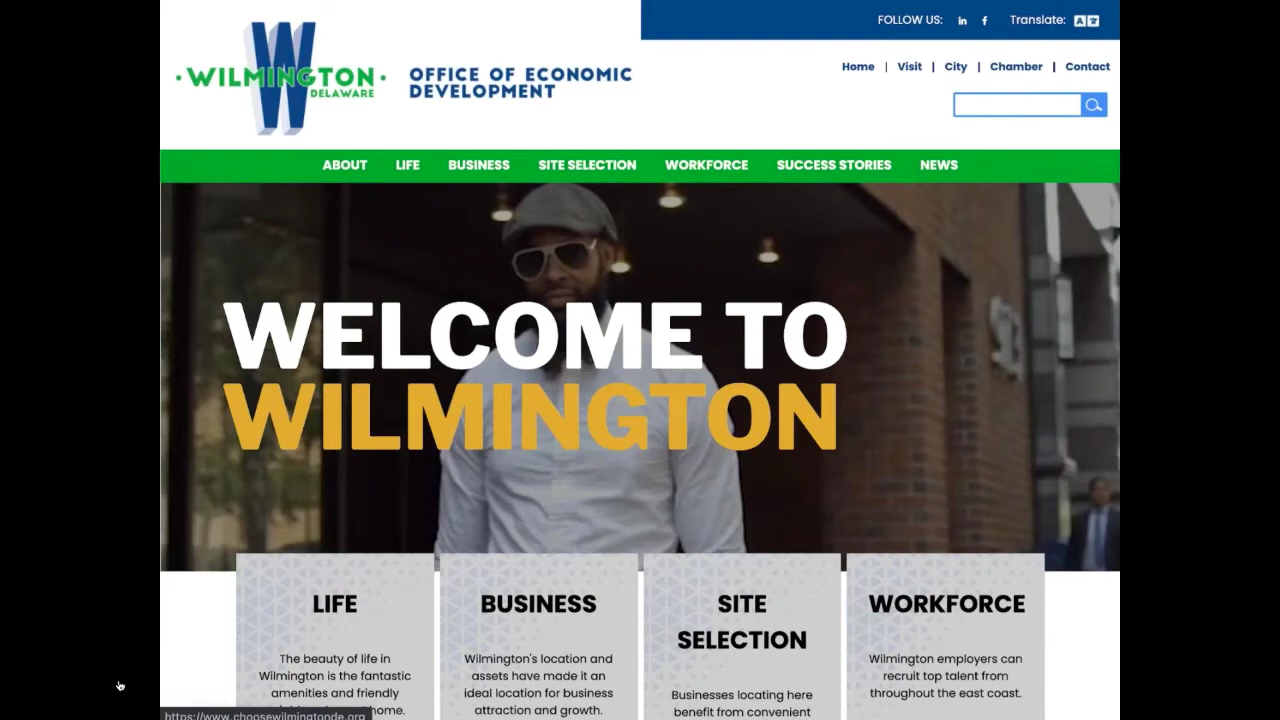 FOLLOW US:
Translate: A
WILMINGTON
DELAWARE
OFFICE OF ECONOMIC
DEVELOPMENT
Home | Visit | City | Chamber | Contact
ABOUT LIFE BUSINESS SITE SELECTION WORKFORCE SUCCESS STORIES NEWS
WELCOME TO
WILMINGTON
LIFE
The beauty of life in
Wilmington is the fantastic
amenities and friendly
home.
BUSINESS
Wilmington's location and
assets have made it an
ideal location for business
attraction and growth.
SITE
SELECTION
Businesses locating here
benefit from convenient
WORKFORCE
Wilmington employers can
recruit top talent from
throughout the east coast.
https://www.choosewilmingtonde.org